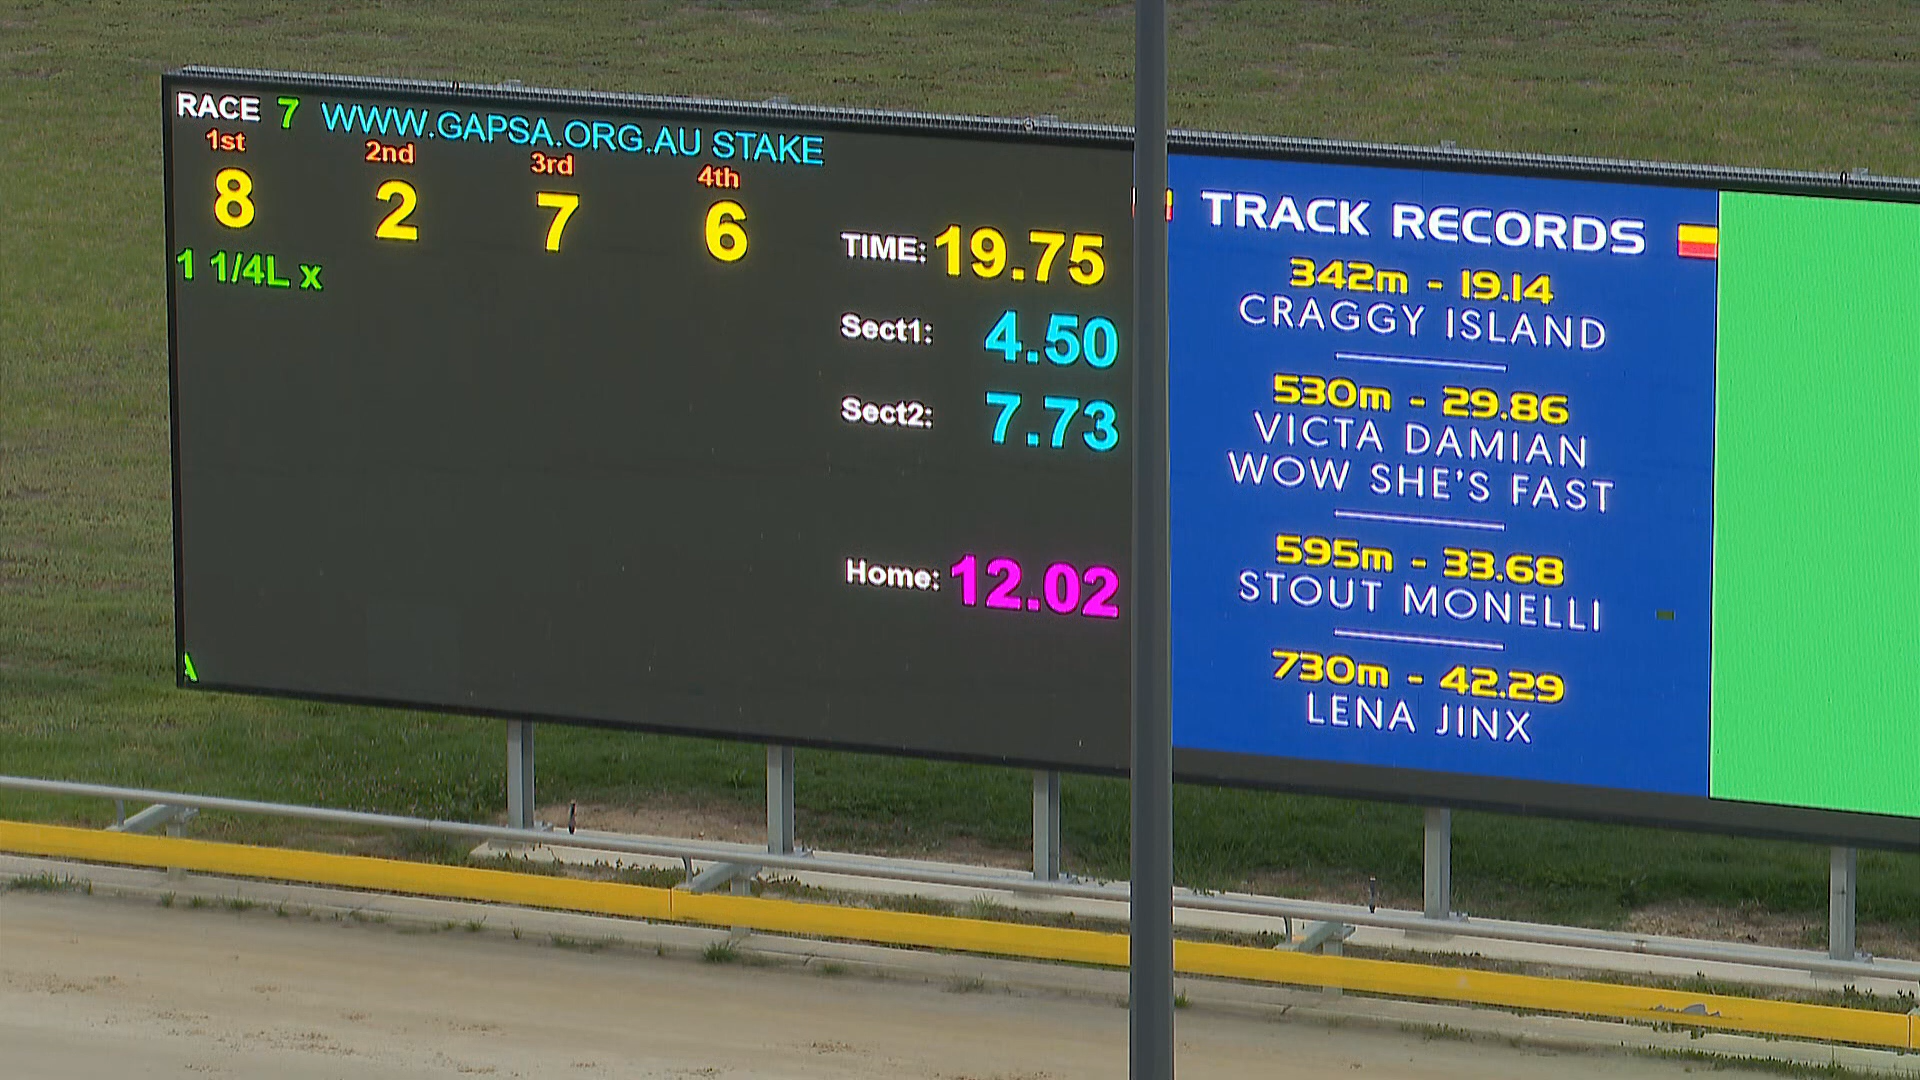 RACE 7 WWW.GAPSA.ORG.AU STAKE
1st 2nd 3rd 4th
8 2 7 6
1 1/4L x
TIME: 19.75
Sect1: 4.50
Sect2: 7.73
Home: 12.02
A
TRACK RECORDS
342m - 19.14
CRAGGY ISLAND
530m - 29.86
VICTA DAMIAN
WOW SHE'S FAST
595m - 33.68
STOUT MONELLI
730m - 42.29
LENA JINX